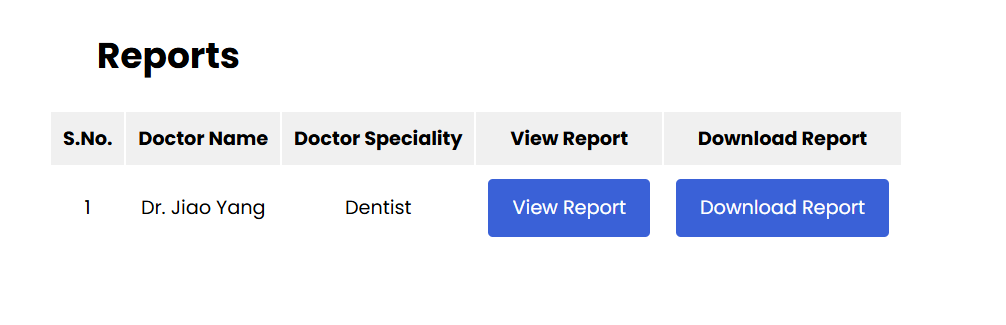 Reports
S.No. Doctor Name Doctor Speciality View Report Download Report
1 Dr. Jiao Yang Dentist View Report Download Report